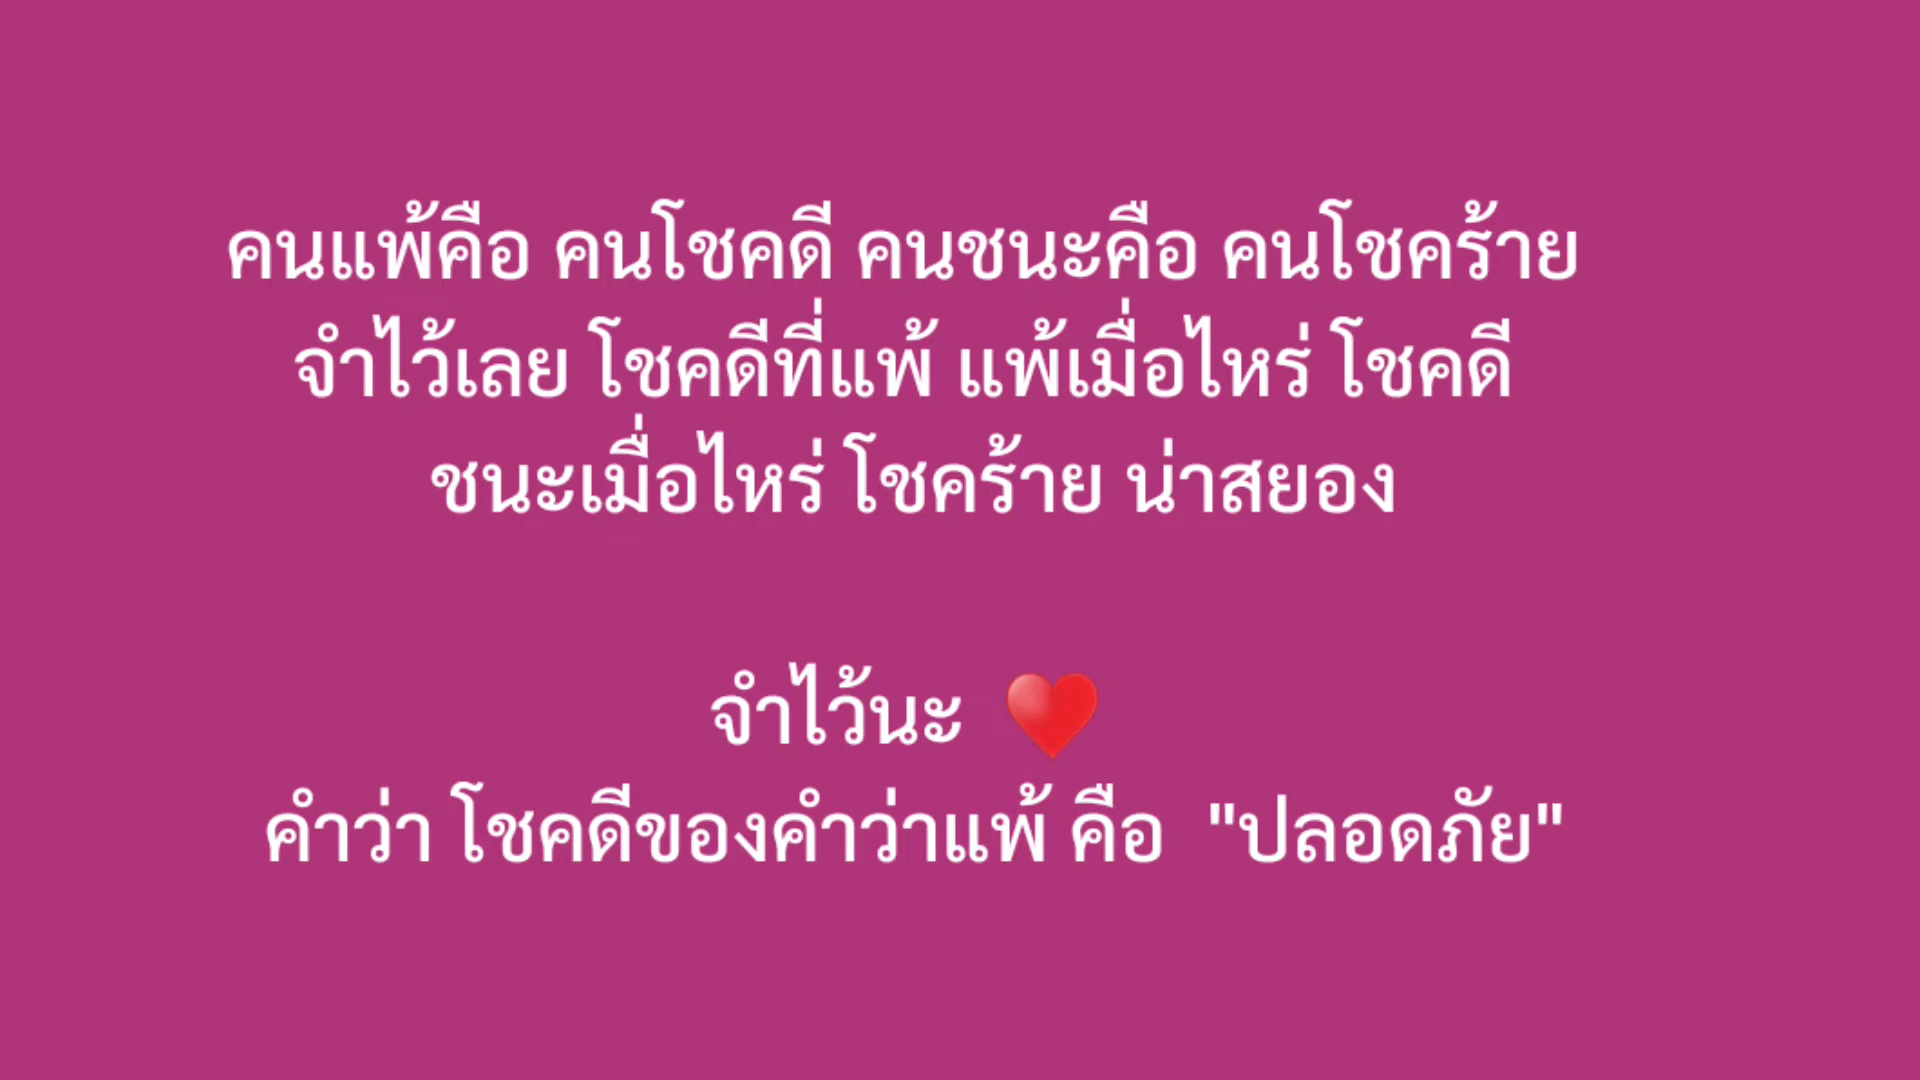 คนแพ้คือ คนโชคดี คนชนะคือ คนโชคร้าย
จำไว้เลย โชคดีที่แพ้ แพ้เมื่อไหร่ โชคดี
ชนะเมื่อไหร่ โชคร้าย น่าสยอง
จำไว้นะ ♥️
คำว่า โชคดีของคำว่าแพ้ คือ "ปลอดภัย"